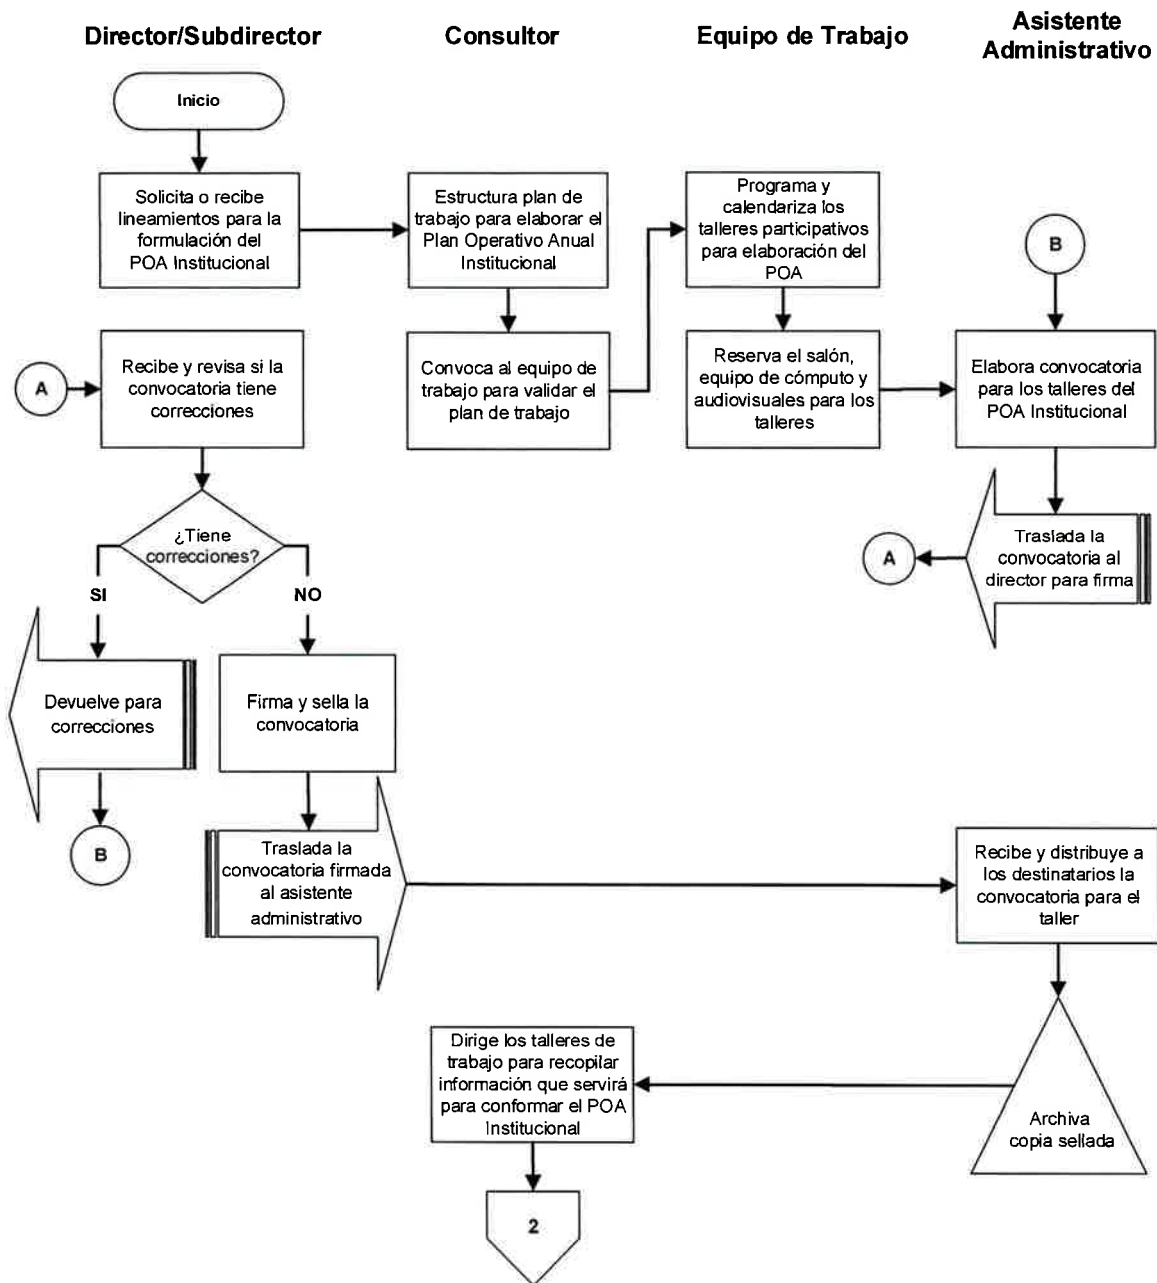 Director/Subdirector
Consultor
Equipo de Trabajo
Asistente
Administrativo
Inicio
Solicita o recibe
lineamientos para la
formulación del
POA Institucional
Estructura plan de
trabajo para elaborar el
Plan Operativo Anual
Institucional
Programa y
calendariza los
talleres participativos
para elaboración del
POA
B
A
Recibe y revisa si la
convocatoria tiene
correcciones
Convoca al equipo de
trabajo para validar el
plan de trabajo
Reserva el salón,
equipo de cómputo y
audiovisuales para los
talleres
Elabora convocatoria
para los talleres del
POA Institucional
¿Tiene
correcciones?
SI
NO
A
Traslada la
convocatoria al
director para firma
Devuelve para
correcciones
Firma y sella la
convocatoria
B
Traslada la
convocatoria firmada
al asistente
administrativo
Recibe y distribuye a
los destinatarios la
convocatoria para el
taller
Dirige los talleres de
trabajo para recopilar
información que servirá
para conformar el POA
Institucional
Archiva
copia sellada
2